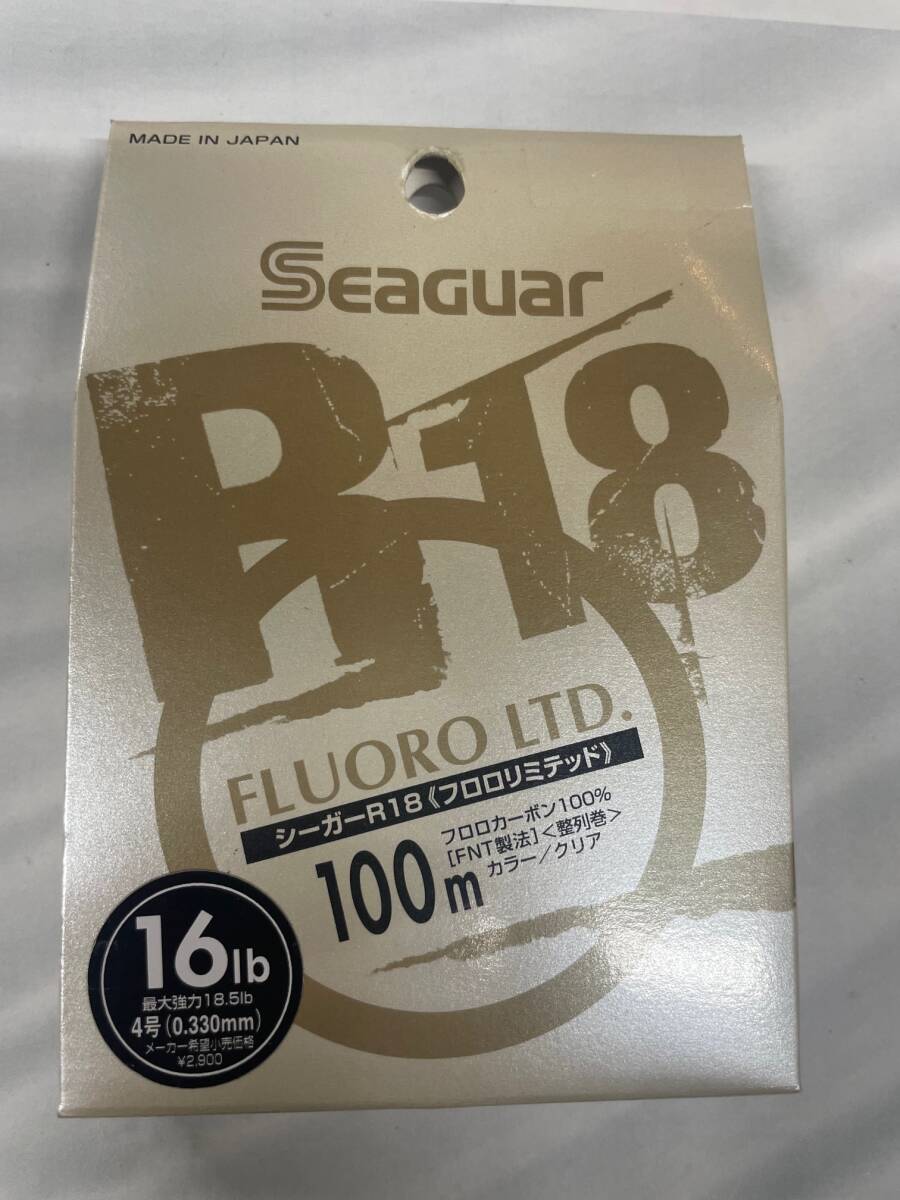 MADE IN JAPAN
Seaguar
R18
FLUORO LTD.
シーガーR18《フロロリミテッド》
100m
フロロカーボン100%
[FNT製法]<整列巻>
カラー/クリア
16lb
最大強力18.5lb
4号(0.330mm)
メーカー希望小売価格
¥2,900